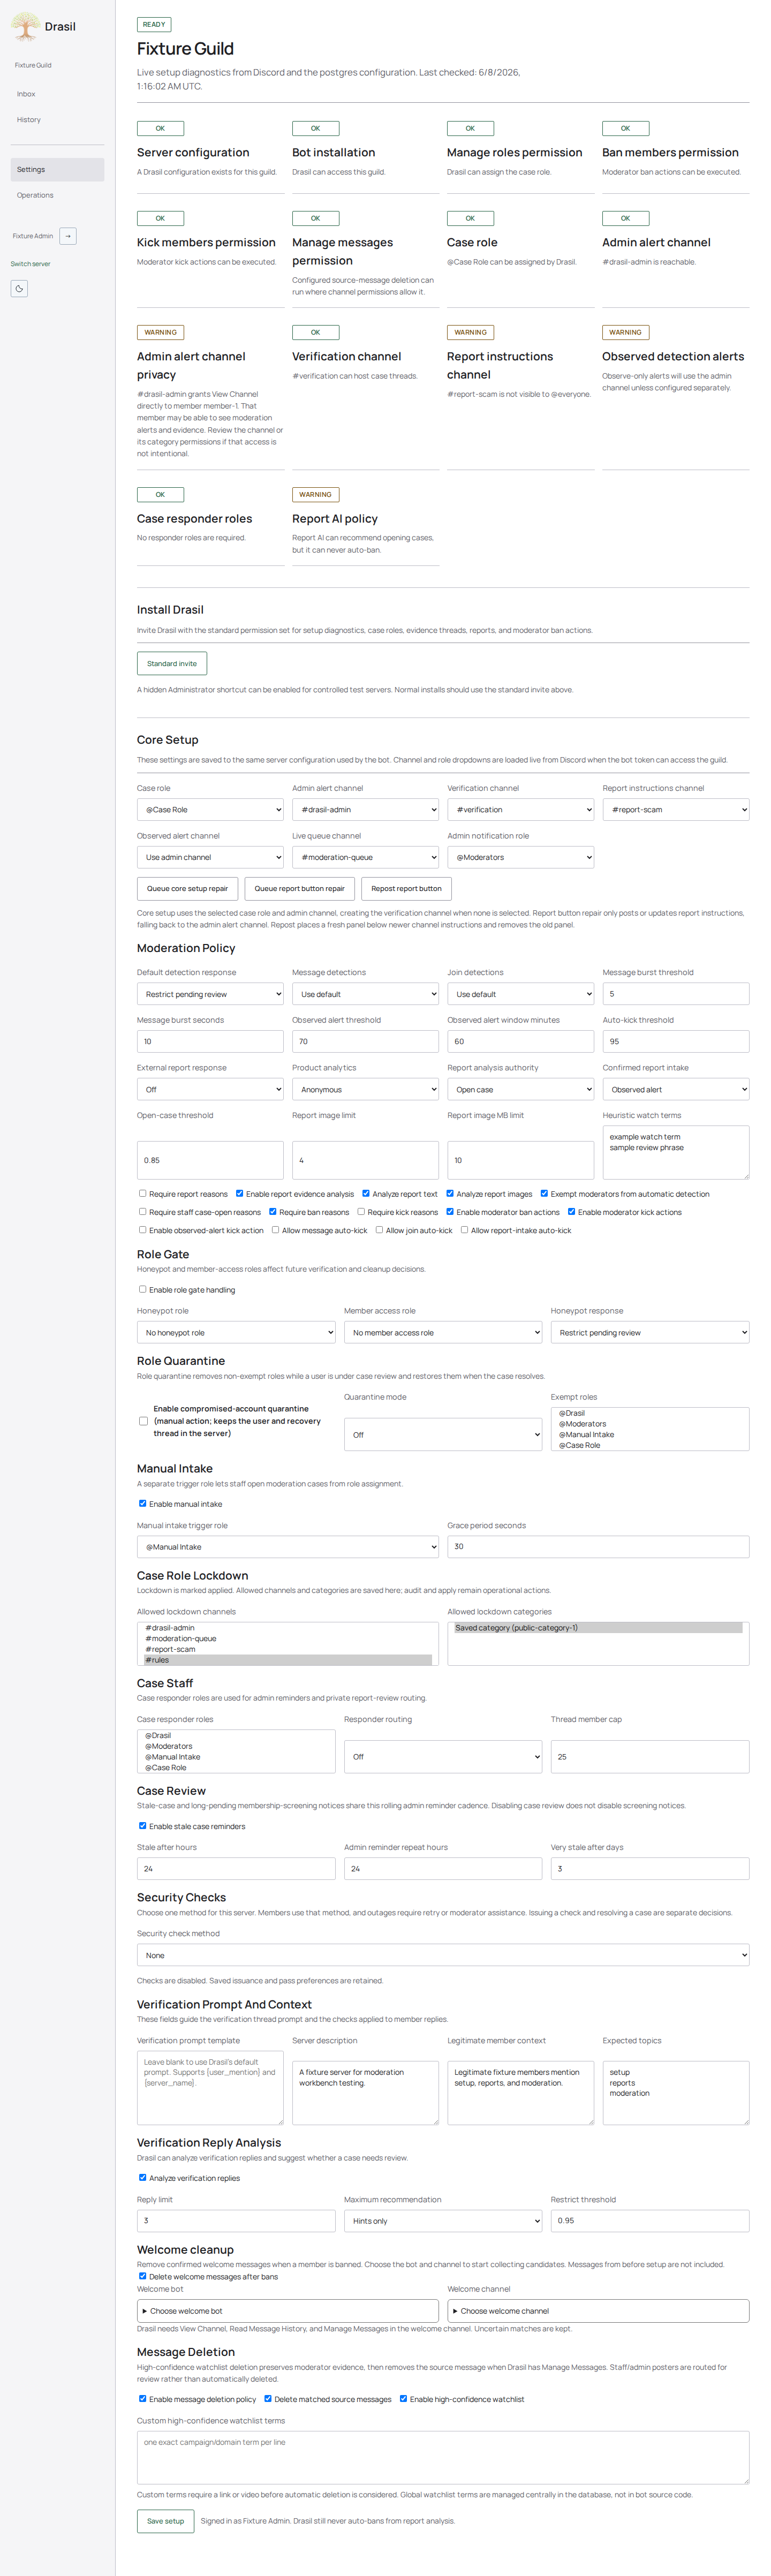 Drasil
Fixture Guild
Inbox
History
Settings
Operations
Fixture Admin →
Switch server
READY
Fixture Guild
Live setup diagnostics from Discord and the postgres configuration. Last checked: 6/8/2026,
1:16:02 AM UTC.
OK
Server configuration
A Drasil configuration exists for this guild.
OK
Bot installation
Drasil can access this guild.
OK
Manage roles permission
Drasil can assign the case role.
OK
Ban members permission
Moderator ban actions can be executed.
OK
Kick members permission
Moderator kick actions can be executed.
OK
Manage messages
permission
Configured source-message deletion can
run where channel permissions allow it.
OK
Case role
@Case Role can be assigned by Drasil.
OK
Admin alert channel
#drasil-admin is reachable.
WARNING
Admin alert channel
privacy
#drasil-admin grants View Channel
directly to member member-1. That
member may be able to see moderation
alerts and evidence. Review the channel or
its category permissions if that access is
not intentional.
OK
Verification channel
#verification can host case threads.
WARNING
Report instructions
channel
#report-scam is not visible to @everyone.
WARNING
Observed detection alerts
Observe-only alerts will use the admin
channel unless configured separately.
OK
Case responder roles
No responder roles are required.
WARNING
Report AI policy
Report AI can recommend opening cases,
but it can never auto-ban.
Install Drasil
Invite Drasil with the standard permission set for setup diagnostics, case roles, evidence threads, reports, and moderator ban actions.
Standard invite
A hidden Administrator shortcut can be enabled for controlled test servers. Normal installs should use the standard invite above.
Core Setup
These settings are saved to the same server configuration used by the bot. Channel and role dropdowns are loaded live from Discord when the bot token can access the guild.
Case role Admin alert channel Verification channel Report instructions channel
@Case Role #drasil-admin #verification #report-scam
Observed alert channel Live queue channel Admin notification role
Use admin channel #moderation-queue @Moderators
Queue core setup repair Queue report button repair Repost report button
Core setup uses the selected case role and admin channel, creating the verification channel when none is selected. Report button repair only posts or updates report instructions,
falling back to the admin alert channel. Repost places a fresh panel below newer channel instructions and removes the old panel.
Moderation Policy
Default detection response Message detections Join detections Message burst threshold
Restrict pending review Use default Use default 5
Message burst seconds Observed alert threshold Observed alert window minutes Auto-kick threshold
10 70 60 95
External report response Product analytics Report analysis authority Confirmed report intake
Off Anonymous Open case Observed alert
Open-case threshold Report image limit Report image MB limit Heuristic watch terms
0.85 4 10 example watch term
sample review phrase
Require report reasons Enable report evidence analysis Analyze report text Analyze report images Exempt moderators from automatic detection
Require staff case-open reasons Require ban reasons Require kick reasons Enable moderator ban actions Enable moderator kick actions
Enable observed-alert kick action Allow message auto-kick Allow join auto-kick Allow report-intake auto-kick
Role Gate
Honeypot and member-access roles affect future verification and cleanup decisions.
Enable role gate handling
Honeypot role Member access role Honeypot response
No honeypot role No member access role Restrict pending review
Role Quarantine
Role quarantine removes non-exempt roles while a user is under case review and restores them when the case resolves.
Enable compromised-account quarantine
(manual action; keeps the user and recovery
thread in the server)
Quarantine mode
Off
Exempt roles
@Drasil
@Moderators
@Manual Intake
@Case Role
Manual Intake
A separate trigger role lets staff open moderation cases from role assignment.
Enable manual intake
Manual intake trigger role Grace period seconds
@Manual Intake 30
Case Role Lockdown
Lockdown is marked applied. Allowed channels and categories are saved here; audit and apply remain operational actions.
Allowed lockdown channels
#drasil-admin
#moderation-queue
#report-scam
#rules
Allowed lockdown categories
Saved category (public-category-1)
Case Staff
Case responder roles are used for admin reminders and private report-review routing.
Case responder roles
@Drasil
@Moderators
@Manual Intake
@Case Role
Responder routing
Off
Thread member cap
25
Case Review
Stale-case and long-pending membership-screening notices share this rolling admin reminder cadence. Disabling case review does not disable screening notices.
Enable stale case reminders
Stale after hours Admin reminder repeat hours Very stale after days
24 24 3
Security Checks
Choose one method for this server. Members use that method, and outages require retry or moderator assistance. Issuing a check and resolving a case are separate decisions.
Security check method
None
Checks are disabled. Saved issuance and pass preferences are retained.
Verification Prompt And Context
These fields guide the verification thread prompt and the checks applied to member replies.
Verification prompt template
Leave blank to use Drasil's default
prompt. Supports {user_mention} and
{server_name}.
Server description
A fixture server for moderation
workbench testing.
Legitimate member context
Legitimate fixture members mention
setup, reports, and moderation.
Expected topics
setup
reports
moderation
Verification Reply Analysis
Drasil can analyze verification replies and suggest whether a case needs review.
Analyze verification replies
Reply limit Maximum recommendation Restrict threshold
3 Hints only 0.95
Welcome cleanup
Remove confirmed welcome messages when a member is banned. Choose the bot and channel to start collecting candidates. Messages from before setup are not included.
Delete welcome messages after bans
Welcome bot Welcome channel
Choose welcome bot Choose welcome channel
Drasil needs View Channel, Read Message History, and Manage Messages in the welcome channel. Uncertain matches are kept.
Message Deletion
High-confidence watchlist deletion preserves moderator evidence, then removes the source message when Drasil has Manage Messages. Staff/admin posters are routed for
review rather than automatically deleted.
Enable message deletion policy Delete matched source messages Enable high-confidence watchlist
Custom high-confidence watchlist terms
one exact campaign/domain term per line
Custom terms require a link or video before automatic deletion is considered. Global watchlist terms are managed centrally in the database, not in bot source code.
Save setup Signed in as Fixture Admin. Drasil still never auto-bans from report analysis.